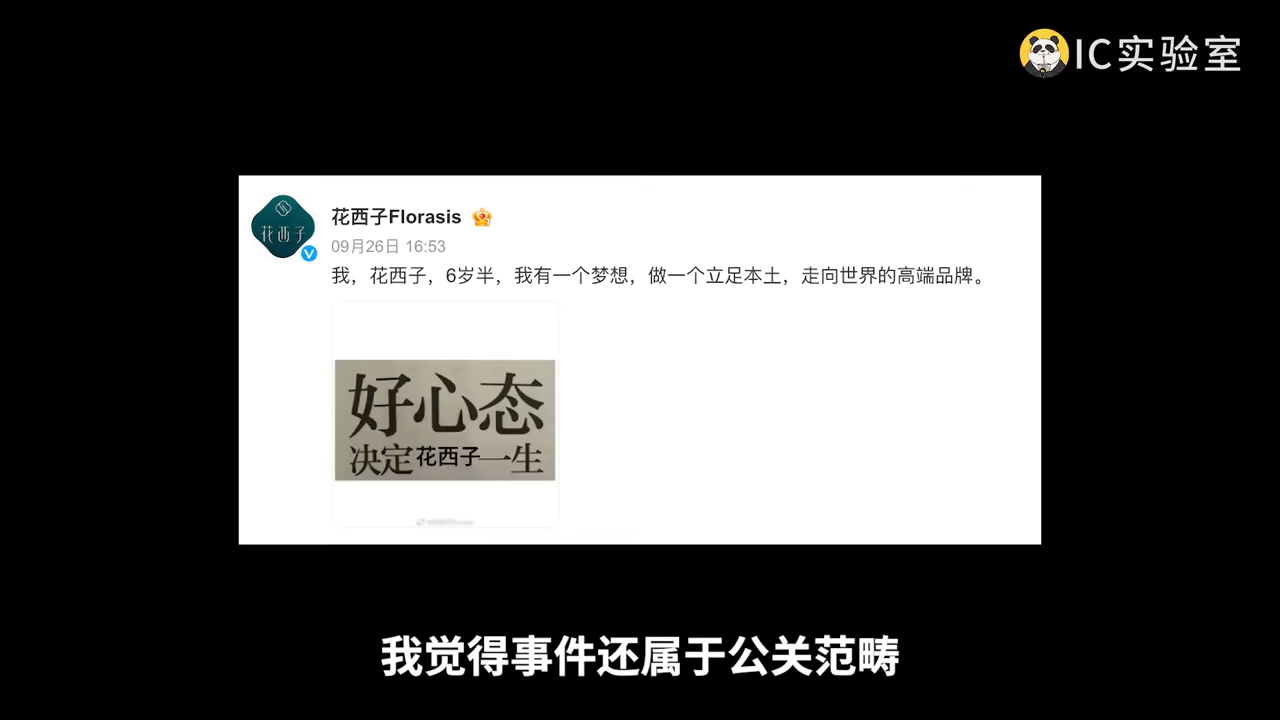 IC实验室
花西子
花西子Florasis
09月26日 16:53
我，花西子，6岁半，我有一个梦想，做一个立足本土，走向世界的高端品牌。
好心态
决定花西子一生
我觉得事件还属于公关范畴